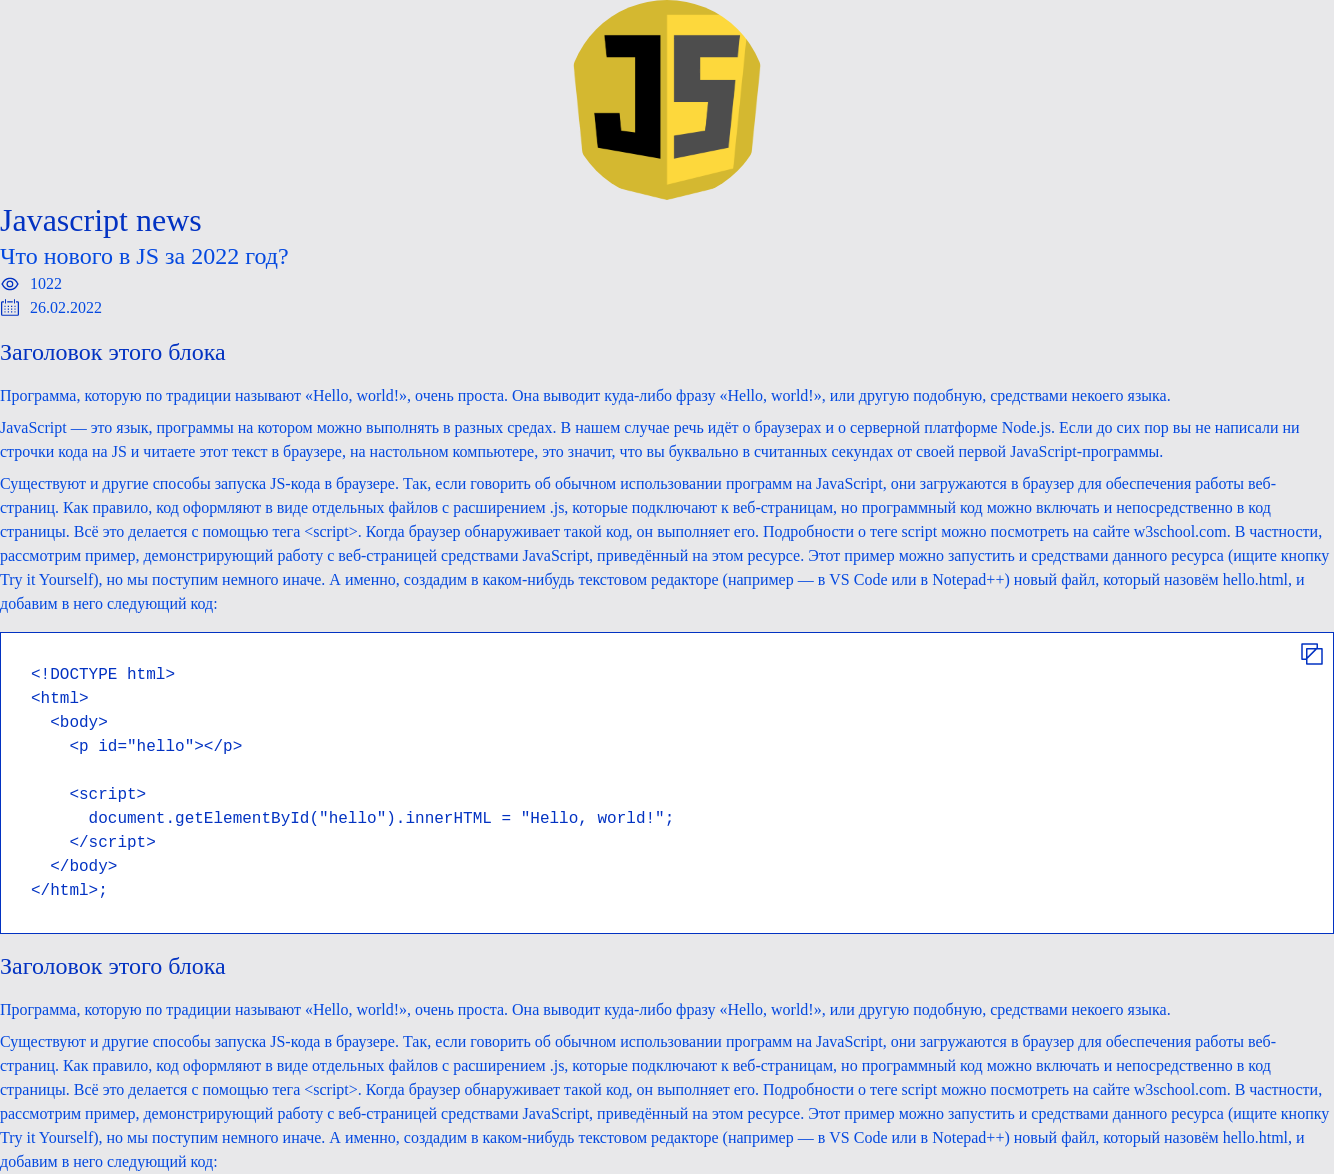 JS
Javascript news
Что нового в JS за 2022 год?
1022
26.02.2022
Заголовок этого блока
Программа, которую по традиции называют «Hello, world!», очень проста. Она выводит куда-либо фразу «Hello, world!», или другую подобную, средствами некоего языка.
JavaScript — это язык, программы на котором можно выполнять в разных средах. В нашем случае речь идёт о браузерах и о серверной платформе Node.js. Если до сих пор вы не написали ни
строчки кода на JS и читаете этот текст в браузере, на настольном компьютере, это значит, что вы буквально в считанных секундах от своей первой JavaScript-программы.
Существуют и другие способы запуска JS-кода в браузере. Так, если говорить об обычном использовании программ на JavaScript, они загружаются в браузер для обеспечения работы веб-
страниц. Как правило, код оформляют в виде отдельных файлов с расширением .js, которые подключают к веб-страницам, но программный код можно включать и непосредственно в код
страницы. Всё это делается с помощью тега <script>. Когда браузер обнаруживает такой код, он выполняет его. Подробности о теге script можно посмотреть на сайте w3school.com. В частности,
рассмотрим пример, демонстрирующий работу с веб-страницей средствами JavaScript, приведённый на этом ресурсе. Этот пример можно запустить и средствами данного ресурса (ищите кнопку
Try it Yourself), но мы поступим немного иначе. А именно, создадим в каком-нибудь текстовом редакторе (например — в VS Code или в Notepad++) новый файл, который назовём hello.html, и
добавим в него следующий код:
<!DOCTYPE html>
<html>
  <body>
    <p id="hello"></p>
    <script>
      document.getElementById("hello").innerHTML = "Hello, world!";
    </script>
  </body>
</html>;
Заголовок этого блока
Программа, которую по традиции называют «Hello, world!», очень проста. Она выводит куда-либо фразу «Hello, world!», или другую подобную, средствами некоего языка.
Существуют и другие способы запуска JS-кода в браузере. Так, если говорить об обычном использовании программ на JavaScript, они загружаются в браузер для обеспечения работы веб-
страниц. Как правило, код оформляют в виде отдельных файлов с расширением .js, которые подключают к веб-страницам, но программный код можно включать и непосредственно в код
страницы. Всё это делается с помощью тега <script>. Когда браузер обнаруживает такой код, он выполняет его. Подробности о теге script можно посмотреть на сайте w3school.com. В частности,
рассмотрим пример, демонстрирующий работу с веб-страницей средствами JavaScript, приведённый на этом ресурсе. Этот пример можно запустить и средствами данного ресурса (ищите кнопку
Try it Yourself), но мы поступим немного иначе. А именно, создадим в каком-нибудь текстовом редакторе (например — в VS Code или в Notepad++) новый файл, который назовём hello.html, и
добавим в него следующий код: